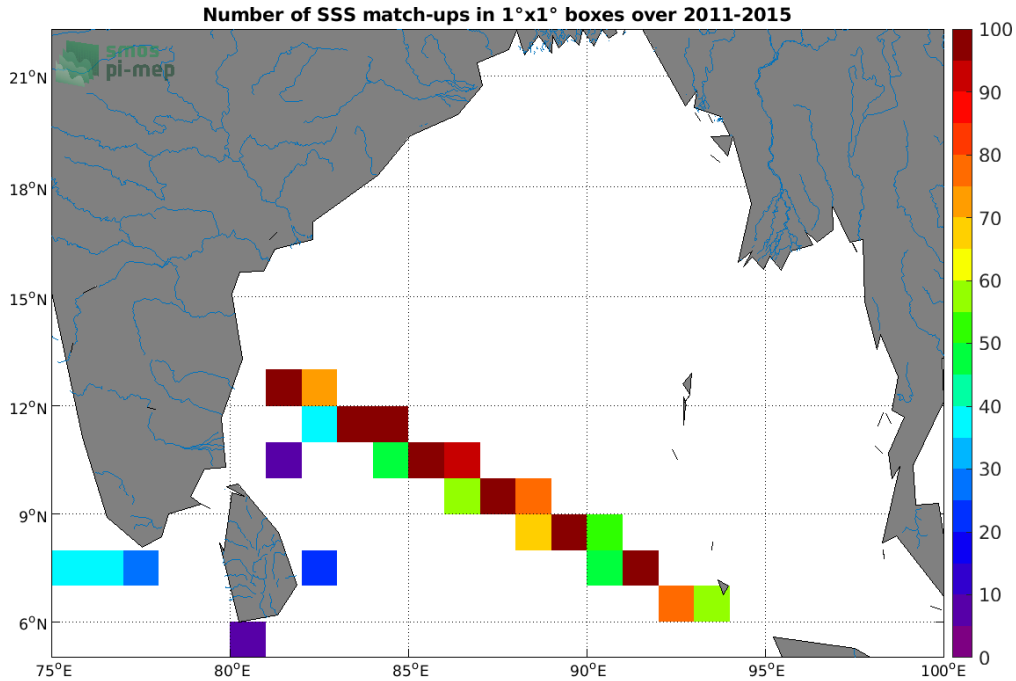 Number of SSS match-ups in 1°x1° boxes over 2011-2015
smos
pi-mep
21°N
18°N
15°N
12°N
9°N
6°N
75°E 80°E 85°E 90°E 95°E 100°E
100
90
80
70
60
50
40
30
20
10
0